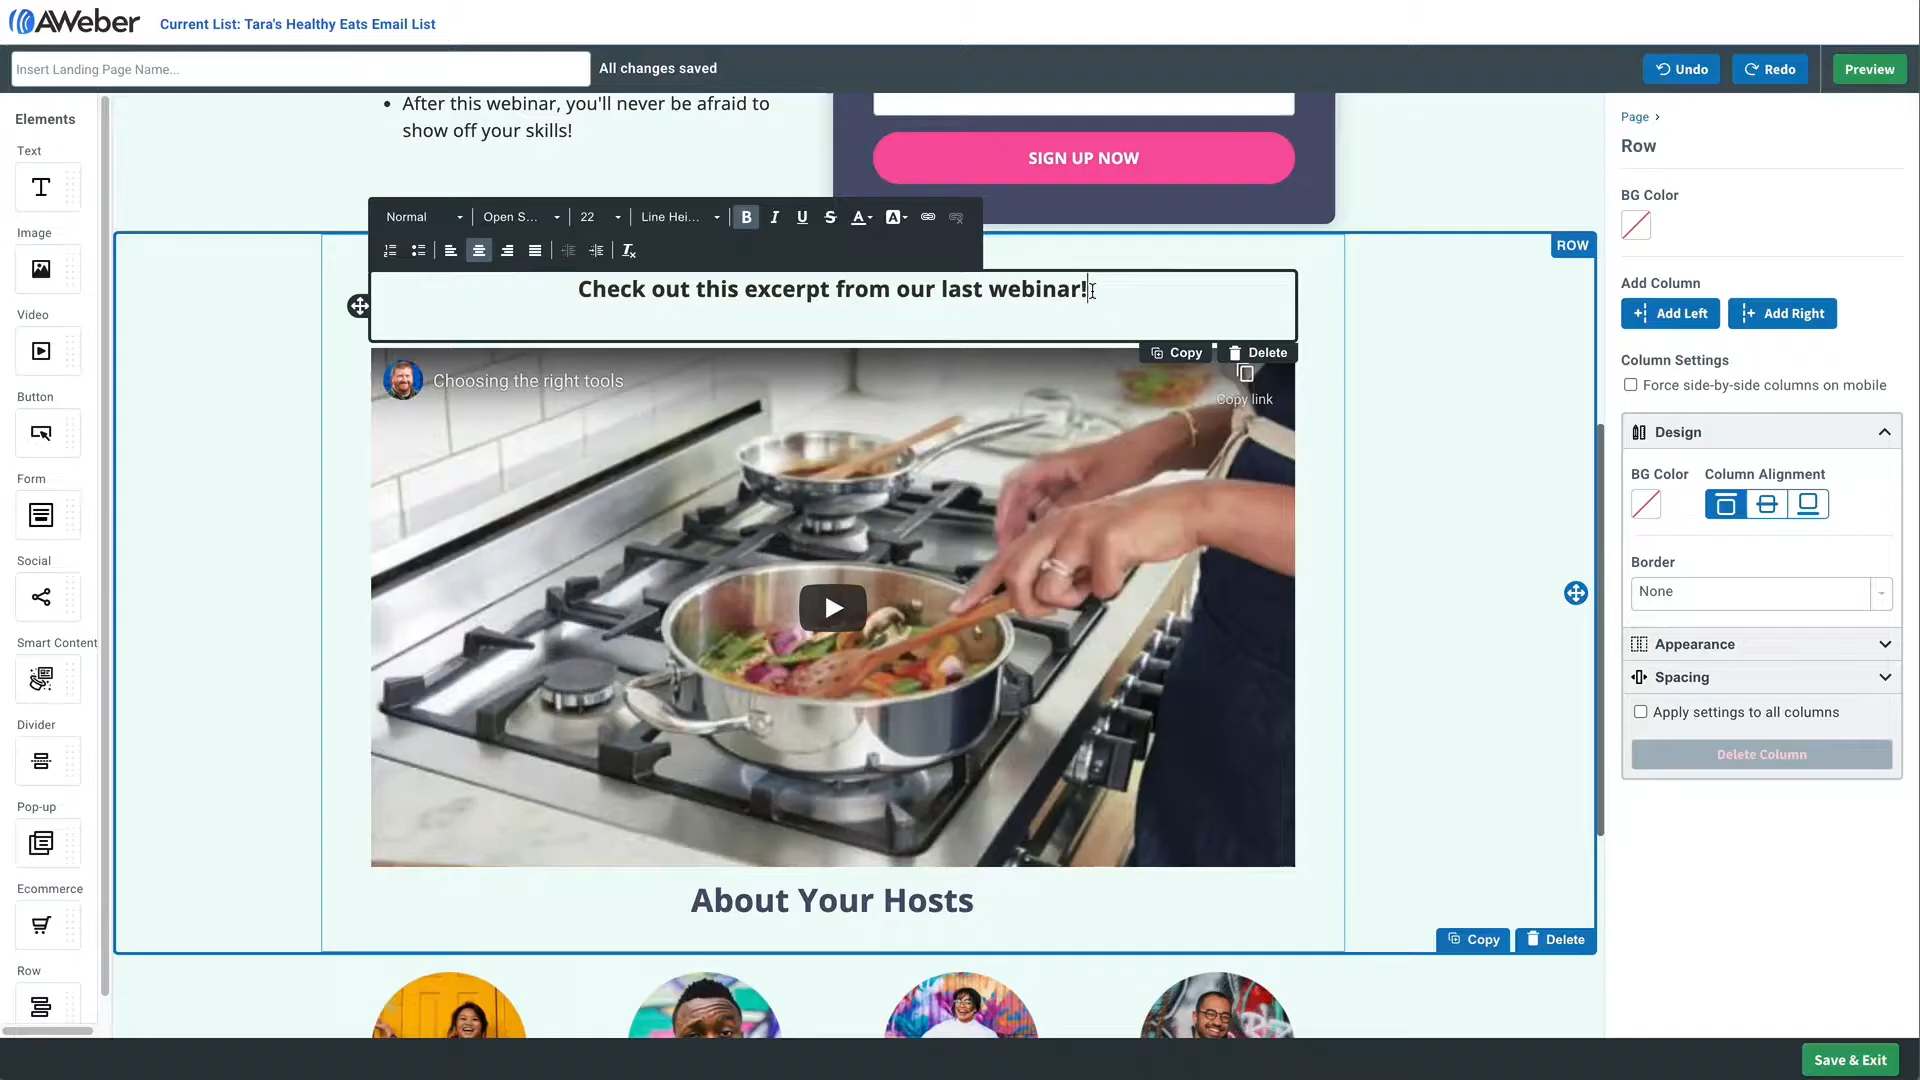 AWeber
Current List: Tara's Healthy Eats Email List
Insert Landing Page Name...
All changes saved
Undo
Redo
Preview
Elements
Text
Image
Video
Button
Form
Social
Smart Content
Divider
Pop-up
Ecommerce
Row
• After this webinar, you'll never be afraid to
show off your skills!
SIGN UP NOW
Normal
Open S...
22
Line Hei...
ROW
Check out this excerpt from our last webinar!
Copy
Delete
Choosing the right tools
Copy link
About Your Hosts
Copy
Delete
Page ›
Row
BG Color
Add Column
Add Left
Add Right
Column Settings
Force side-by-side columns on mobile
Design
BG Color
Column Alignment
Border
None
Appearance
Spacing
Apply settings to all columns
Delete Column
Save & Exit